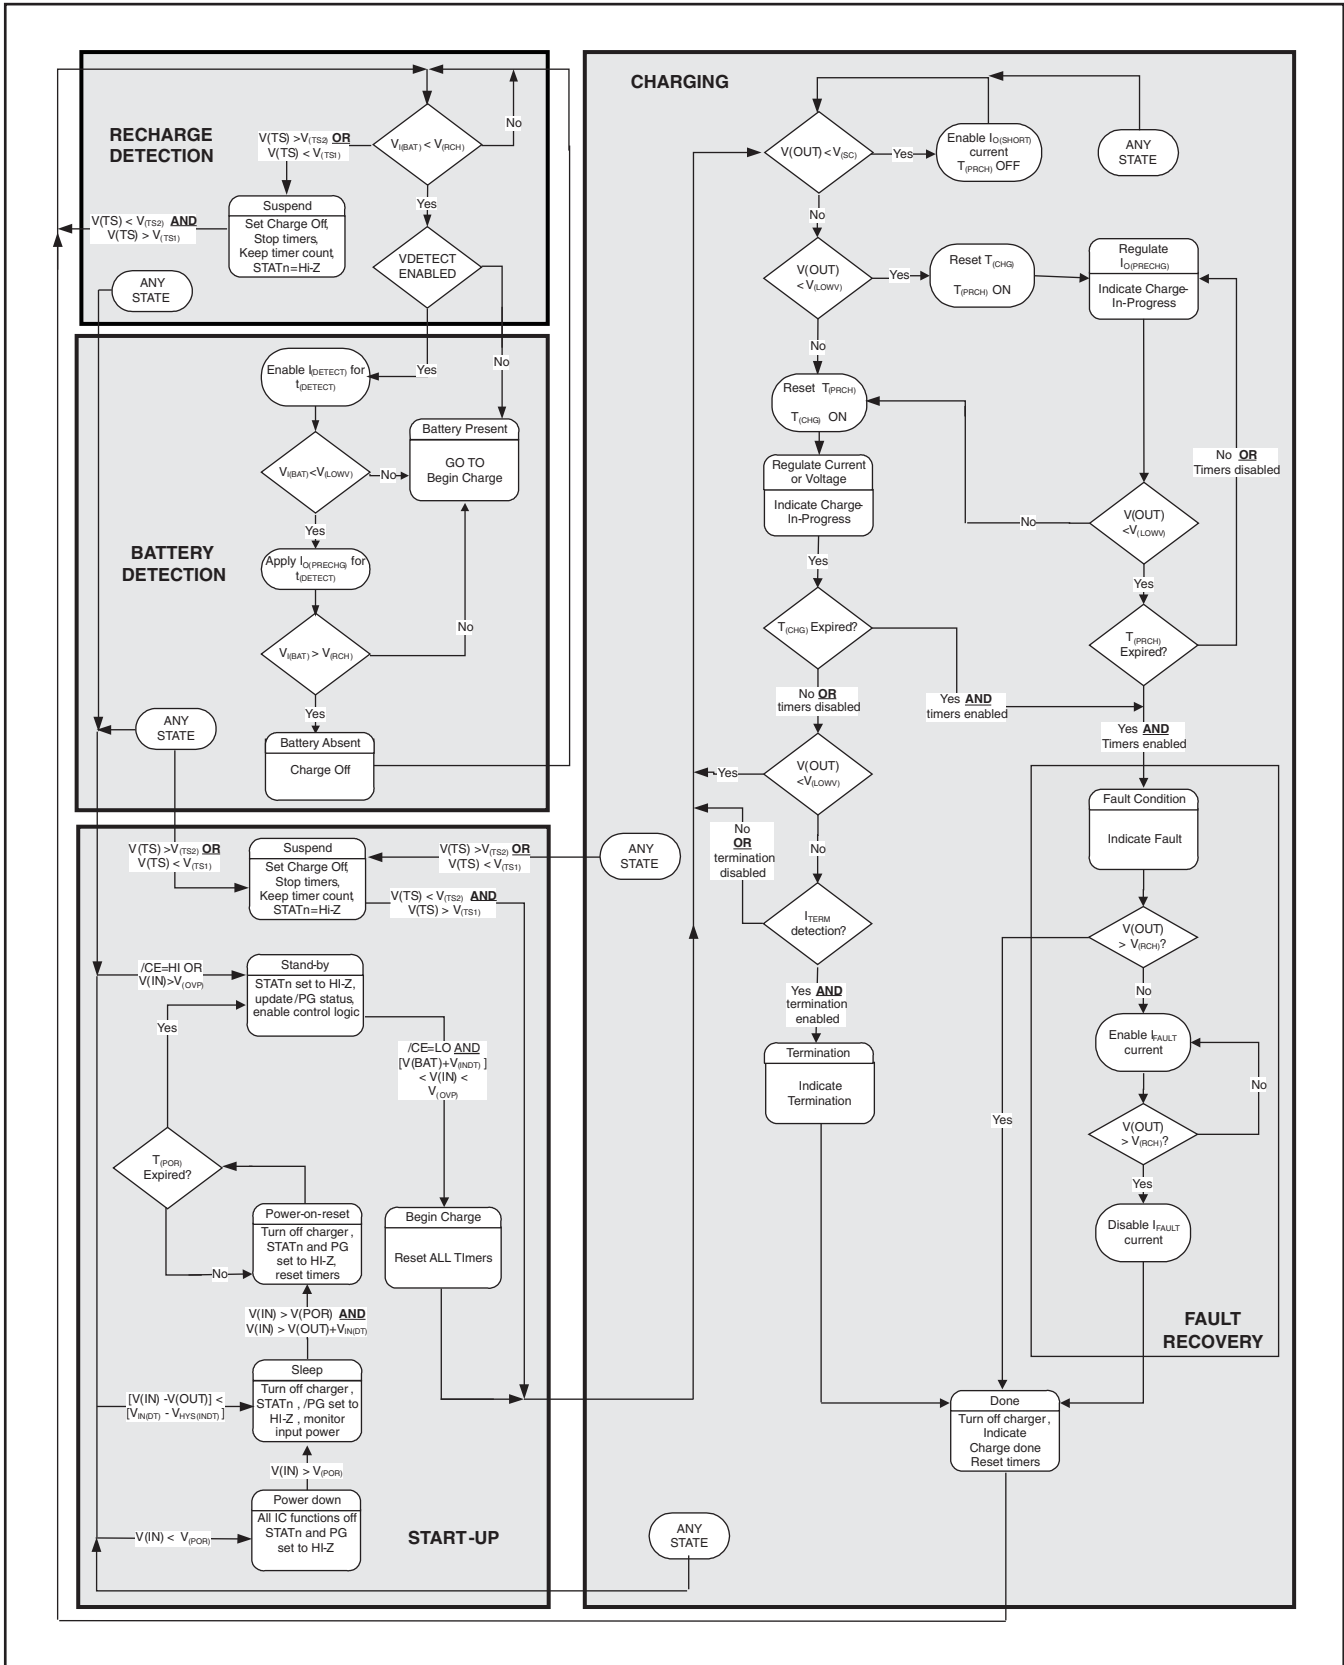 RECHARGE
DETECTION
V(TS) >V(TS2) OR
V(TS) < V(TS1)
VI(BAT) < V(RCH)
No
Yes
Suspend
Set Charge Off,
Stop timers,
Keep timer count,
STATn=Hi-Z
V(TS) < V(TS2) AND
V(TS) > V(TS1)
VDETECT
ENABLED
ANY
STATE
No
Yes
Enable I(DETECT) for
t(DETECT)
Battery Present
GO TO
Begin Charge
VI(BAT)<V(LOWV)
No
Yes
BATTERY
DETECTION
Apply IO(PRECHG) for
t(DETECT)
No
VI(BAT) > V(RCH)
Yes
ANY
STATE
Battery Absent
Charge Off
V(TS) >V(TS2) OR
V(TS) < V(TS1)
Suspend
Set Charge Off,
Stop timers,
Keep timer count,
STATn=Hi-Z
V(TS) >V(TS2) OR
V(TS) < V(TS1)
ANY
STATE
V(TS) < V(TS2) AND
V(TS) > V(TS1)
/CE=HI OR
V(IN)>V(OVP)
Stand-by
STATn set to HI-Z,
update /PG status,
enable control logic
Yes
/CE=LO AND
[V(BAT)+V(INDT) ]
< V(IN) <
V(OVP)
T(POR)
Expired?
No
Power-on-reset
Turn off charger ,
STATn and PG
set to HI-Z,
reset timers
Begin Charge
Reset ALL TImers
V(IN) > V(POR) AND
V(IN) > V(OUT)+VIN(DT)
[V(IN) -V(OUT)] <
[VIN(DT) - VHYS(INDT) ]
Sleep
Turn off charger ,
STATn , /PG set to
HI-Z , monitor
input power
V(IN) > V(POR)
V(IN) < V(POR)
Power down
All IC functions off
STATn and PG
set to HI-Z
START-UP
CHARGING
V(OUT) < V(SC)
Yes
Enable IO(SHORT)
current
T(PRCH) OFF
ANY
STATE
No
V(OUT)
< V(LOWV)
Yes
Reset T(CHG)
T(PRCH) ON
Regulate
IO(PRECHG)
Indicate Charge-
In-Progress
No
Reset T(PRCH)
T(CHG) ON
Regulate Current
or Voltage
Indicate Charge-
In-Progress
No OR
Timers disabled
No
V(OUT)
<V(LOWV)
Yes
Yes
T(CHG) Expired?
T(PRCH)
Expired?
No OR
timers disabled
Yes AND
timers enabled
Yes AND
Timers enabled
Yes
V(OUT)
<V(LOWV)
No
OR
termination
disabled
No
ITERM
detection?
Yes AND
termination
enabled
Termination
Indicate
Termination
Fault Condition
Indicate Fault
V(OUT)
> V(RCH)?
No
Enable IFAULT
current
No
V(OUT)
> V(RCH)?
Yes
Yes
Disable IFAULT
current
FAULT
RECOVERY
Done
Turn off charger ,
Indicate
Charge done
Reset timers
ANY
STATE